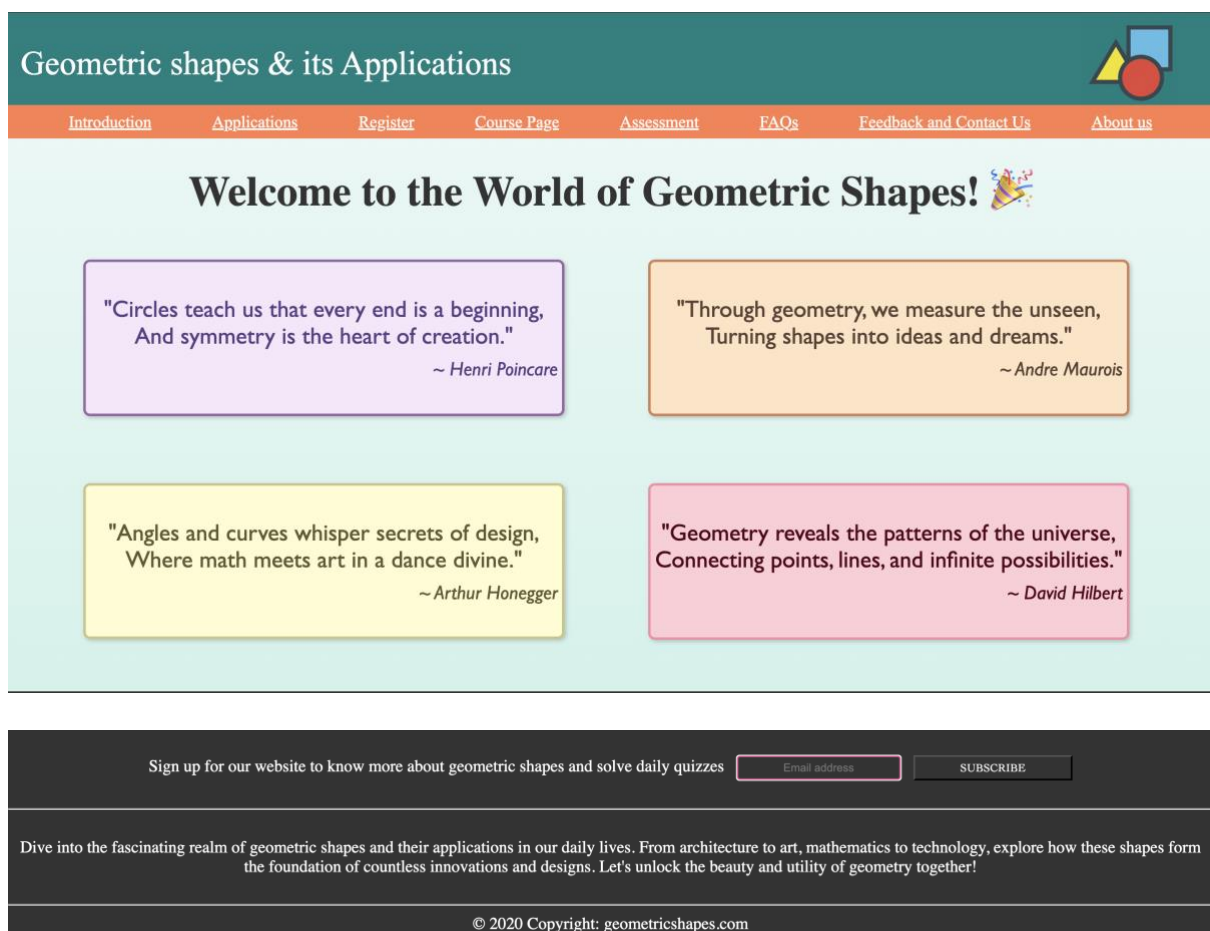 Geometric shapes & its Applications
Introduction Applications Register Course Page Assessment FAQs Feedback and Contact Us About us
Welcome to the World of Geometric Shapes! 🎉
"Circles teach us that every end is a beginning,
And symmetry is the heart of creation."
~ Henri Poincare
"Through geometry, we measure the unseen,
Turning shapes into ideas and dreams."
~ Andre Maurois
"Angles and curves whisper secrets of design,
Where math meets art in a dance divine."
~ Arthur Honegger
"Geometry reveals the patterns of the universe,
Connecting points, lines, and infinite possibilities."
~ David Hilbert
Sign up for our website to know more about geometric shapes and solve daily quizzes Email address SUBSCRIBE
Dive into the fascinating realm of geometric shapes and their applications in our daily lives. From architecture to art, mathematics to technology, explore how these shapes form
the foundation of countless innovations and designs. Let's unlock the beauty and utility of geometry together!
© 2020 Copyright: geometricshapes.com